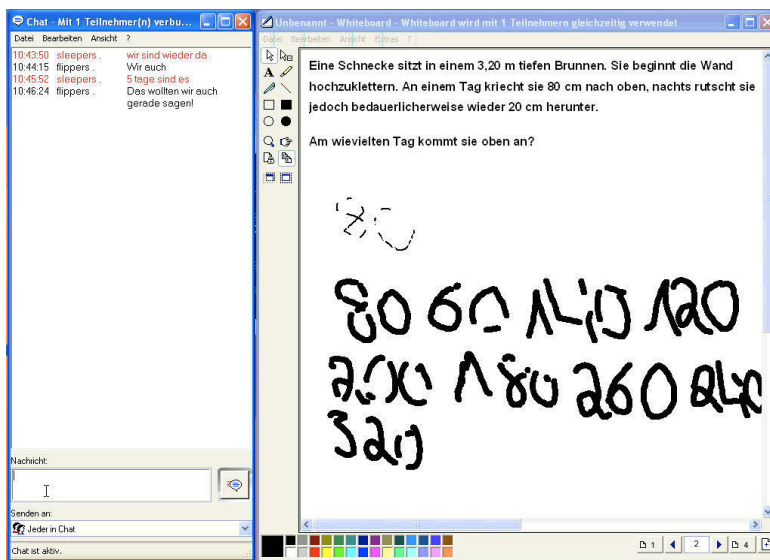 Chat - Mit 1 Teilnehmer(n) verbu...
Datei Bearbeiten Ansicht ?
10:43:50 sleepers . wir sind wieder da
10:44:15 flippers . Wir auch
10:45:52 sleepers . 5 tage sind es
10:46:24 flippers . Das wollten wir auch
gerade sagen!
Nachricht:
Senden an:
Jeder in Chat
Chat ist aktiv.
Unbenannt - Whiteboard - Whiteboard wird mit 1 Teilnehmern gleichzeitig verwendet
Datei Bearbeiten Ansicht Extras ?
A
Eine Schnecke sitzt in einem 3,20 m tiefen Brunnen. Sie beginnt die Wand
hochzuklettern. An einem Tag kriecht sie 80 cm nach oben, nachts rutscht sie
jedoch bedauerlicherweise wieder 20 cm herunter.
Am wievielten Tag kommt sie oben an?
80
80 60 140 120
200 180 260 240
320
1 2 4